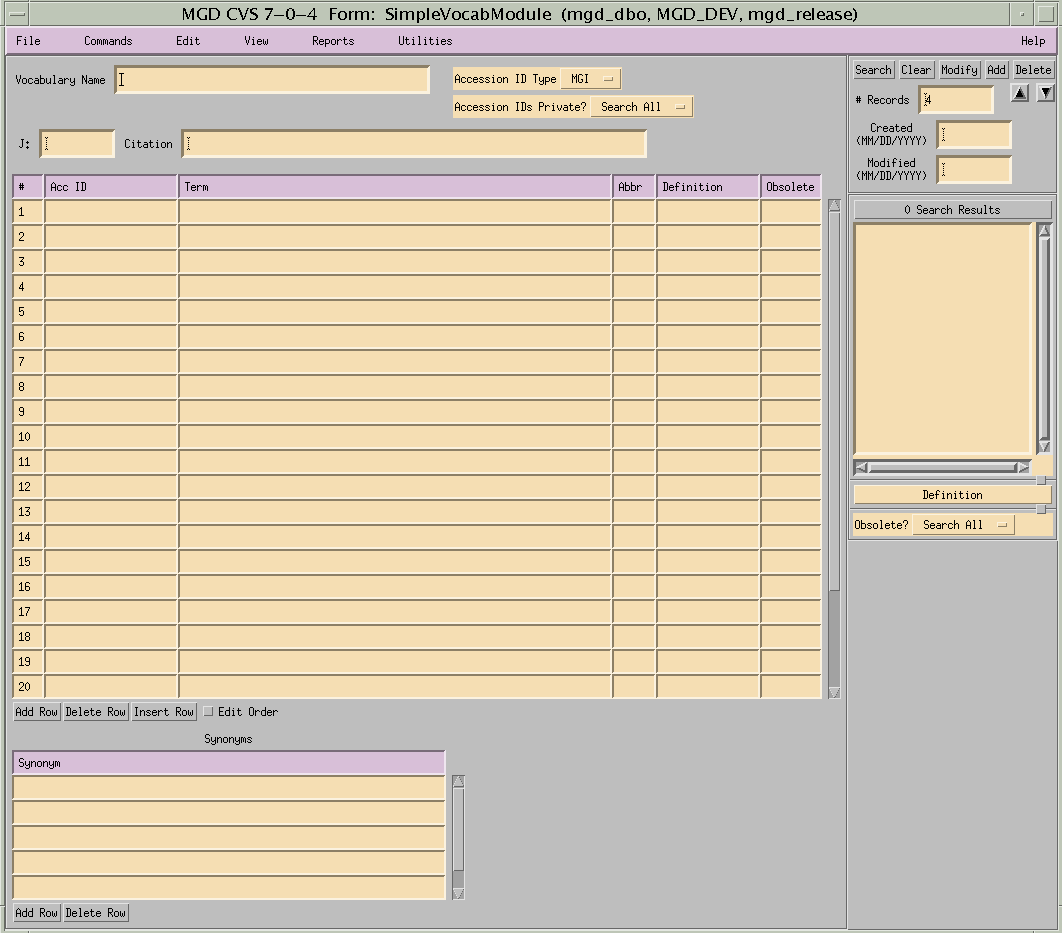 MGD CVS 7-0-4 Form: SimpleVocabModule (mgd_dbo, MGD_DEV, mgd_release)
File Commands Edit View Reports Utilities Help
Vocabulary Name
Accession ID Type MGI
Accession IDs Private? Search All
J: Citation
# Acc ID Term Abbr Definition Obsolete
1
2
3
4
5
6
7
8
9
10
11
12
13
14
15
16
17
18
19
20
Add Row Delete Row Insert Row Edit Order
Synonyms
Synonym
Add Row Delete Row
Search Clear Modify Add Delete
# Records 4
Created
(MM/DD/YYYY)
Modified
(MM/DD/YYYY)
0 Search Results
Definition
Obsolete? Search All